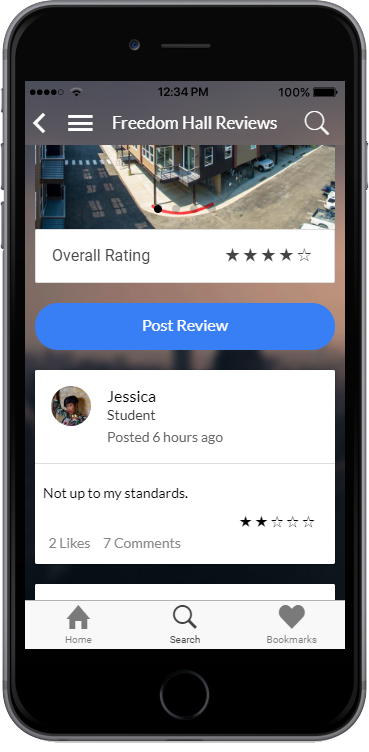 12:34 PM 100%
Freedom Hall Reviews
Overall Rating ★★★★☆
Post Review
Jessica
Student
Posted 6 hours ago
Not up to my standards.
★★☆☆☆
2 Likes 7 Comments
Home Search Bookmarks